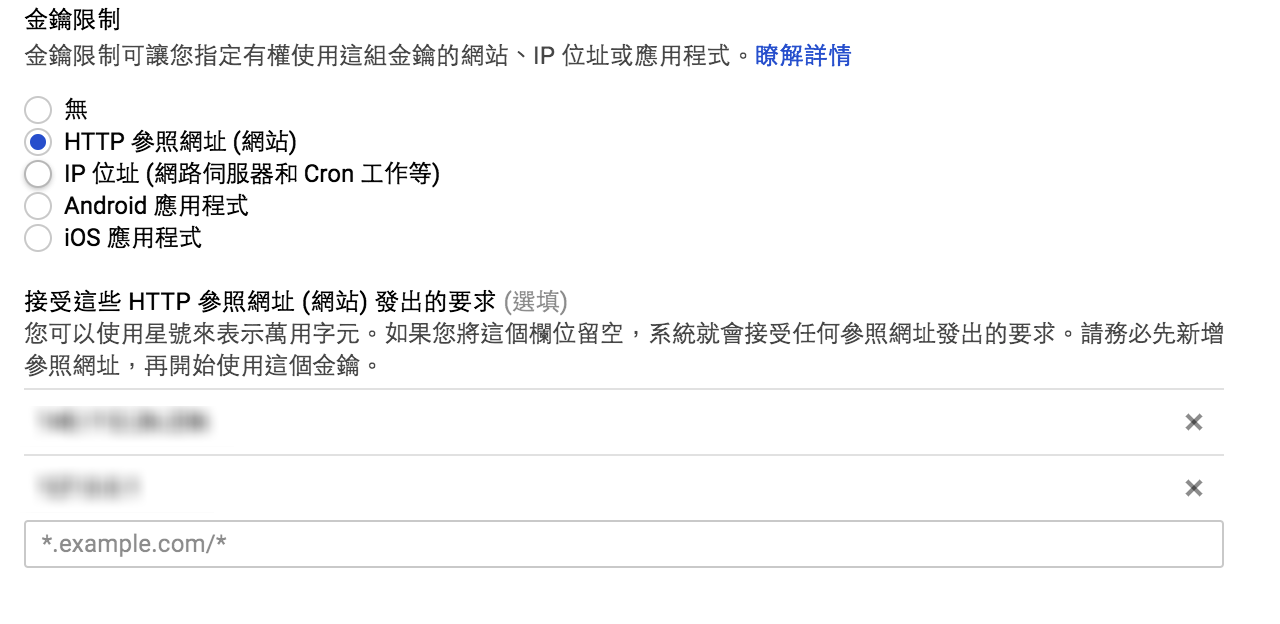 金鑰限制
金鑰限制可讓您指定有權使用這組金鑰的網站、IP 位址或應用程式。瞭解詳情
無
HTTP 參照網址 (網站)
IP 位址 (網路伺服器和 Cron 工作等)
Android 應用程式
iOS 應用程式
接受這些 HTTP 參照網址 (網站) 發出的要求 (選填)
您可以使用星號來表示萬用字元。如果您將這個欄位留空，系統就會接受任何參照網址發出的要求。請務必先新增
參照網址，再開始使用這個金鑰。
*.example.com/*